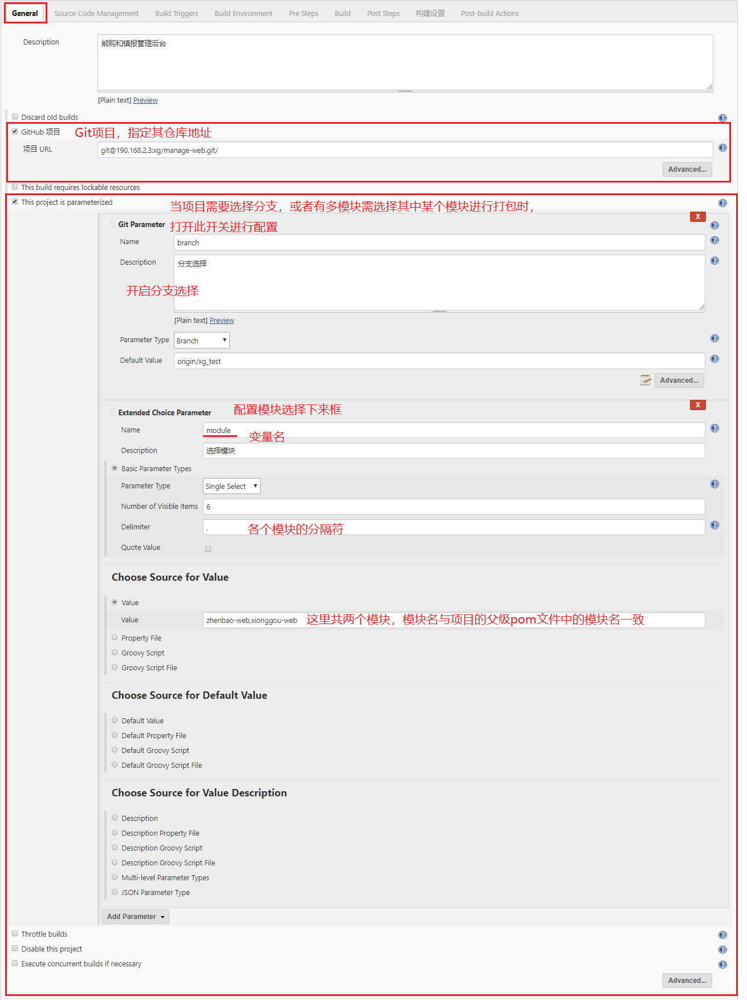 General Source Code Management Build Triggers Build Environment Pre Steps Build Post Steps 构建设置 Post-build Actions
Description
熊购和镇报管理后台
[Plain text] Preview
Discard old builds
GitHub 项目 Git项目，指定其仓库地址
项目 URL git@190.168.2.3:xg/manage-web.git/
Advanced...
This build requires lockable resources
This project is parameterized
当项目需要选择分支，或者有多模块需选择其中某个模块进行打包时，
X
Git Parameter 打开此开关进行配置
Name branch
Description 分支选择
开启分支选择
[Plain text] Preview
Parameter Type Branch
Default Value origin/xg_test
Advanced...
X
Extended Choice Parameter 配置模块选择下来框
Name module 变量名
Description 选择模块
Basic Parameter Types
Parameter Type Single Select
Number of Visible Items 6
Delimiter , 各个模块的分隔符
Quote Value
Choose Source for Value
Value
Value zhenbao-web,xionggou-web 这里共两个模块，模块名与项目的父级pom文件中的模块名一致
Property File
Groovy Script
Groovy Script File
Choose Source for Default Value
Default Value
Default Property File
Default Groovy Script
Default Groovy Script File
Choose Source for Value Description
Description
Description Property File
Description Groovy Script
Description Groovy Script File
Multi-level Parameter Types
JSON Parameter Type
Add Parameter
Throttle builds
Disable this project
Execute concurrent builds if necessary
Advanced...